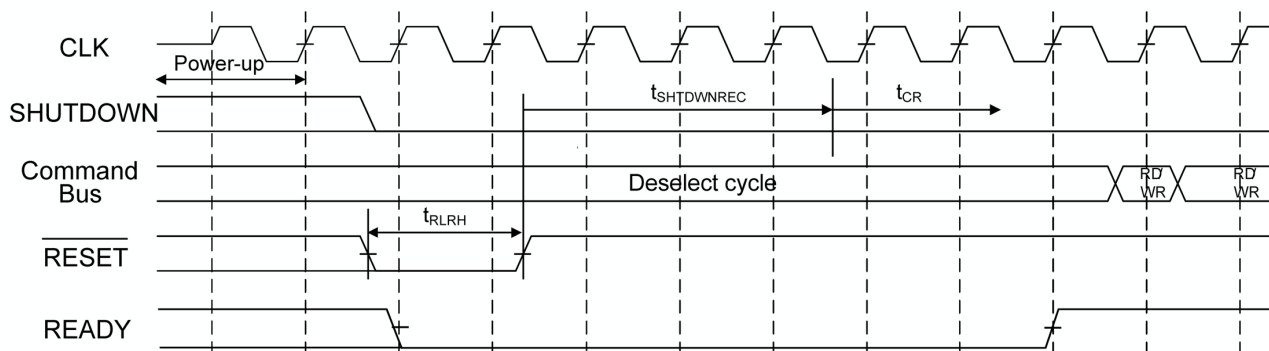 CLK
Power-up
SHUTDOWN
tSHTDWNREC
tCR
Command
Bus
Deselect cycle
RD/
WR
RD/
WR
tRLRH
RESET
READY